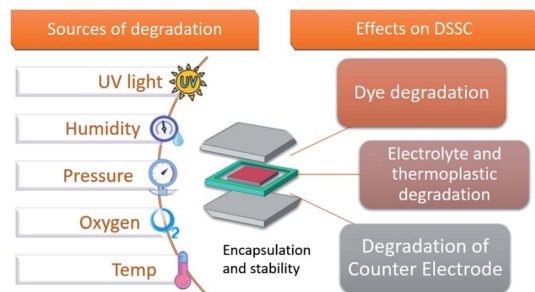 Sources of degradation
Effects on DSSC
UV light
UV
Humidity
Pressure
Oxygen
O2
Temp
Encapsulation
and stability
Dye degradation
Electrolyte and
thermoplastic
degradation
Degradation of
Counter Electrode